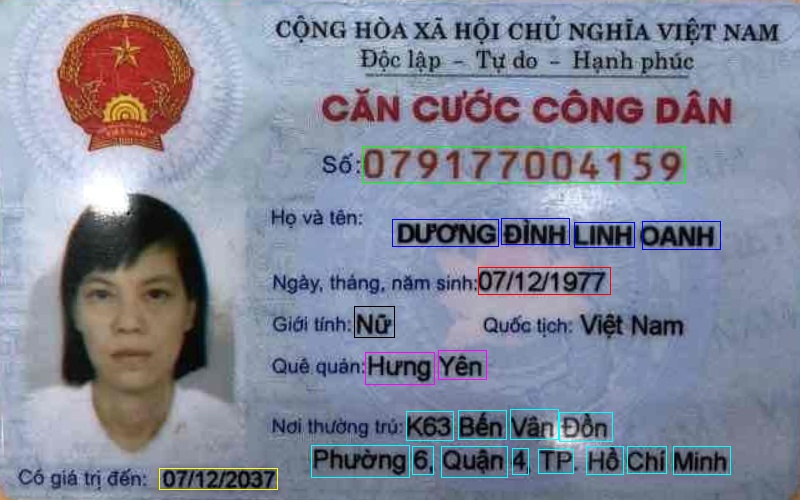 CỘNG HÒA XÃ HỘI CHỦ NGHĨA VIỆT NAM
Độc lập - Tự do - Hạnh phúc
CĂN CƯỚC CÔNG DÂN
Số: 079177004159
Họ và tên:
DƯƠNG ĐÌNH LINH OANH
Ngày, tháng, năm sinh: 07/12/1977
Giới tính: Nữ Quốc tịch: Việt Nam
Quê quán: Hưng Yên
Nơi thường trú: K63 Bến Vân Đồn
Phường 6, Quận 4, TP. Hồ Chí Minh
Có giá trị đến: 07/12/2037